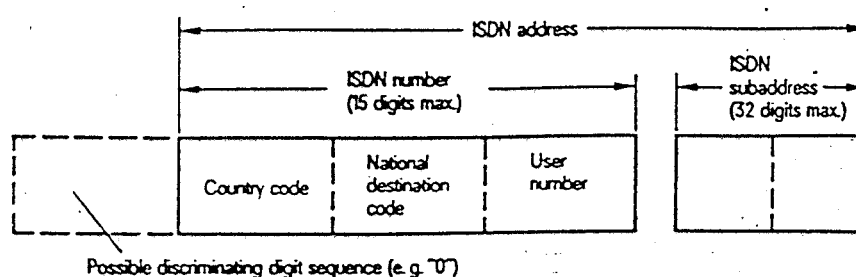 ISDN address
ISDN number
(15 digits max.)
ISDN
subaddress
(32 digits max.)
Country code
National
destination
code
User
number
Possible discriminating digit sequence (e. g. "0")